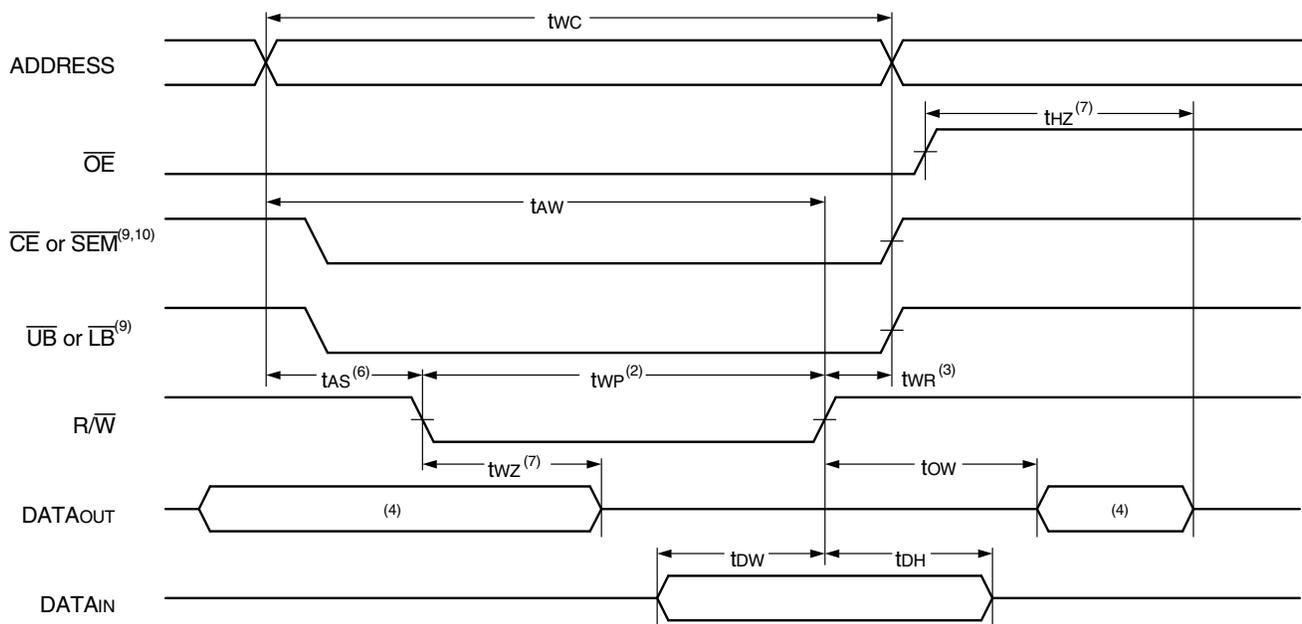 tWC
ADDRESS
tHZ(7)
OE
tAW
CE or SEM(9,10)
UB or LB(9)
tAS(6)
tWP(2)
tWR(3)
R/W
tWZ(7)
tOW
DATAOUT
(4)
(4)
tDW
tDH
DATAIN